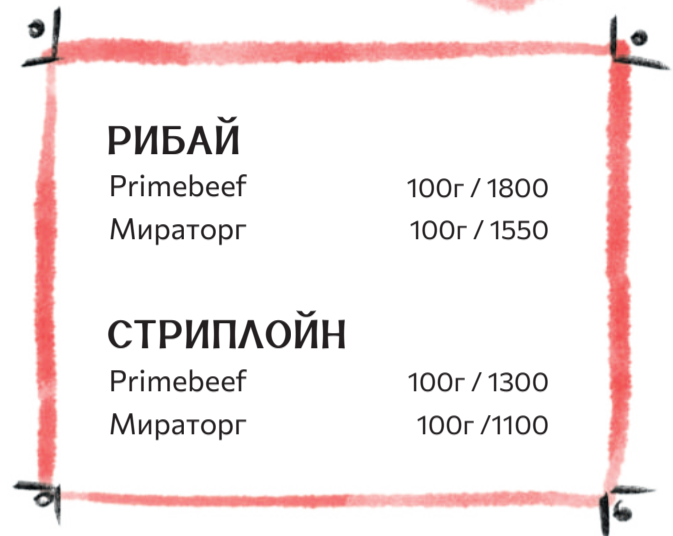 РИБАЙ
Primebeef 100г / 1800
Мираторг 100г / 1550
СТРИПЛОЙН
Primebeef 100г / 1300
Мираторг 100г /1100